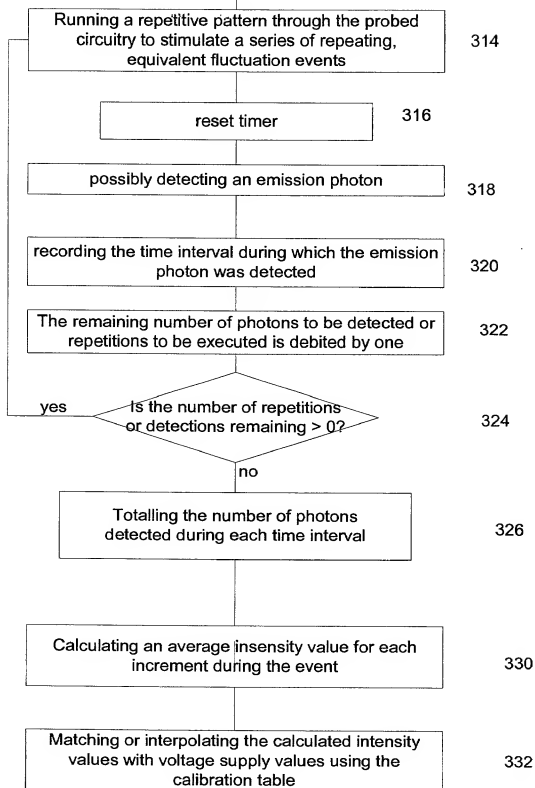 Running a repetitive pattern through the probed
circuitry to stimulate a series of repeating,
equivalent fluctuation events
314
reset timer
316
possibly detecting an emission photon
318
recording the time interval during which the emission
photon was detected
320
The remaining number of photons to be detected or
repetitions to be executed is debited by one
322
yes
Is the number of repetitions
or detections remaining > 0?
324
no
Totalling the number of photons
detected during each time interval
326
Calculating an average insensity value for each
increment during the event
330
Matching or interpolating the calculated intensity
values with voltage supply values using the
calibration table
332